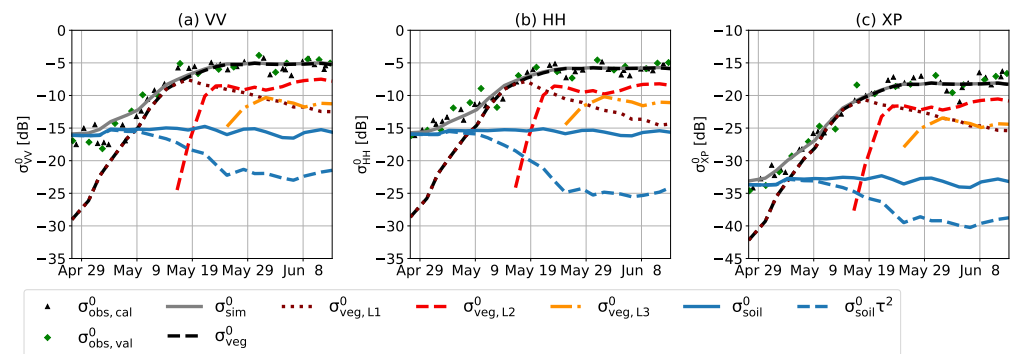 (a) VV (b) HH (c) XP
0 0 −10
−5 −5 −15
−10 −10 −20
−15 −15 −25
−20 −20 −30
−25 −25 −35
−30 −30 −40
−35 −35 −45
σ⁰VV [dB] σ⁰HH [dB] σ⁰XP [dB]
Apr 29 May 9 May 19 May 29 Jun 8 Apr 29 May 9 May 19 May 29 Jun 8 Apr 29 May 9 May 19 May 29 Jun 8
σ⁰obs, cal σ⁰sim σ⁰veg, L1 σ⁰veg, L2 σ⁰veg, L3 σ⁰soil σ⁰soilτ²
σ⁰obs, val σ⁰veg